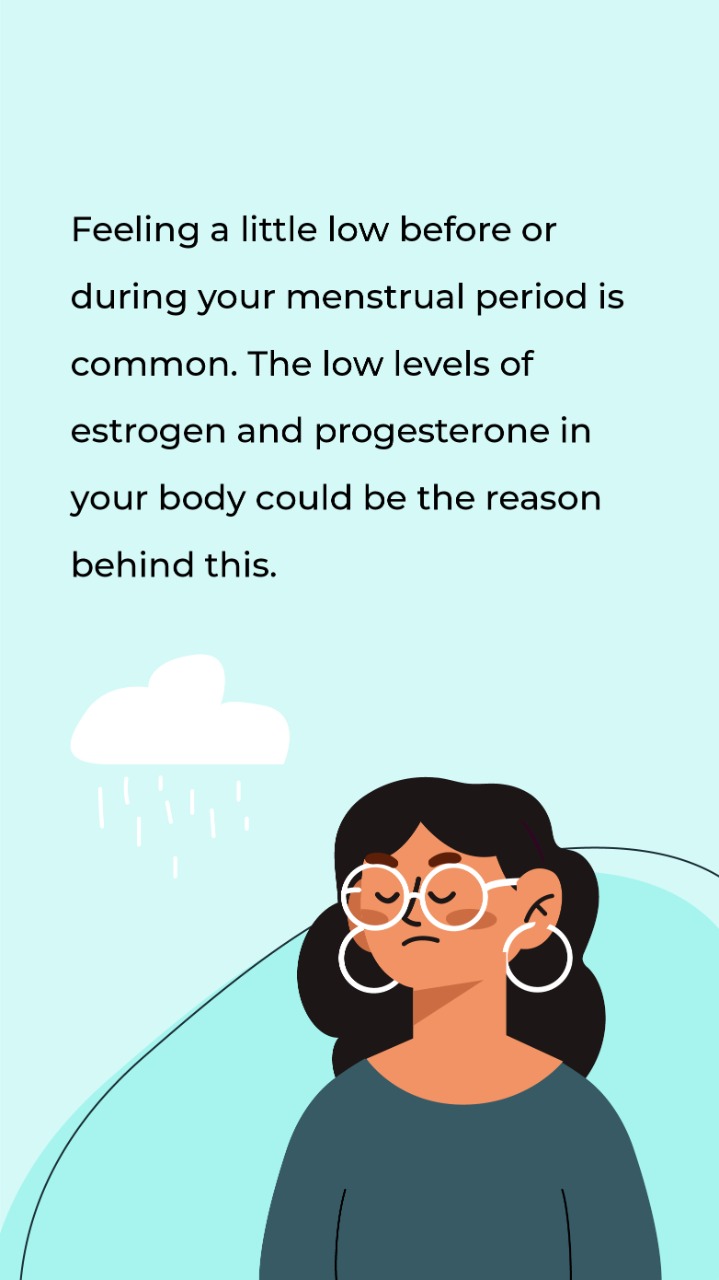 Feeling a little low before or
during your menstrual period is
common. The low levels of
estrogen and progesterone in
your body could be the reason
behind this.